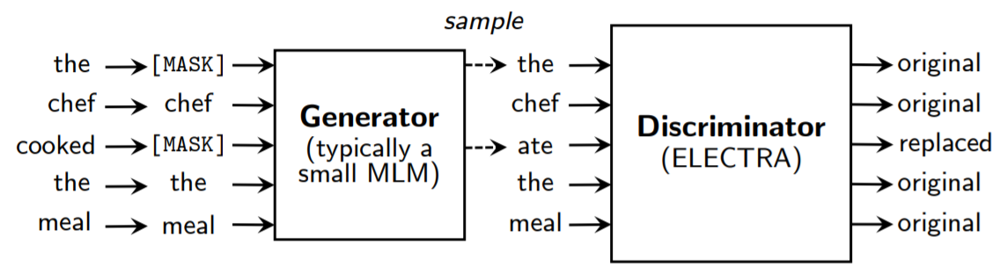 sample
the [MASK] the original
chef chef chef original
cooked [MASK] ate replaced
the the the original
meal meal meal original
Generator
(typically a
small MLM)
Discriminator
(ELECTRA)